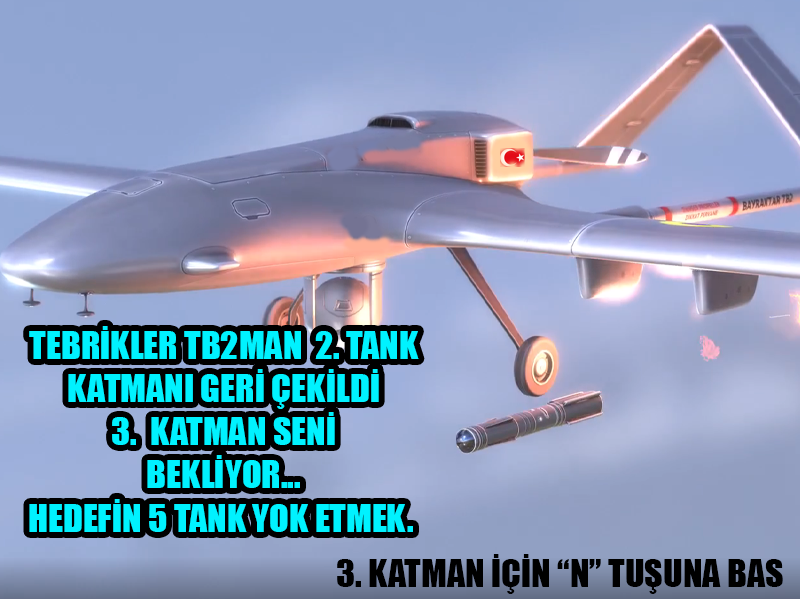 BAYRAKTAR TB2
TEBRİKLER TB2MAN 2. TANK
KATMANI GERİ ÇEKİLDİ
3. KATMAN SENİ
BEKLİYOR...
HEDEFİN 5 TANK YOK ETMEK.
3. KATMAN İÇİN “N” TUŞUNA BAS